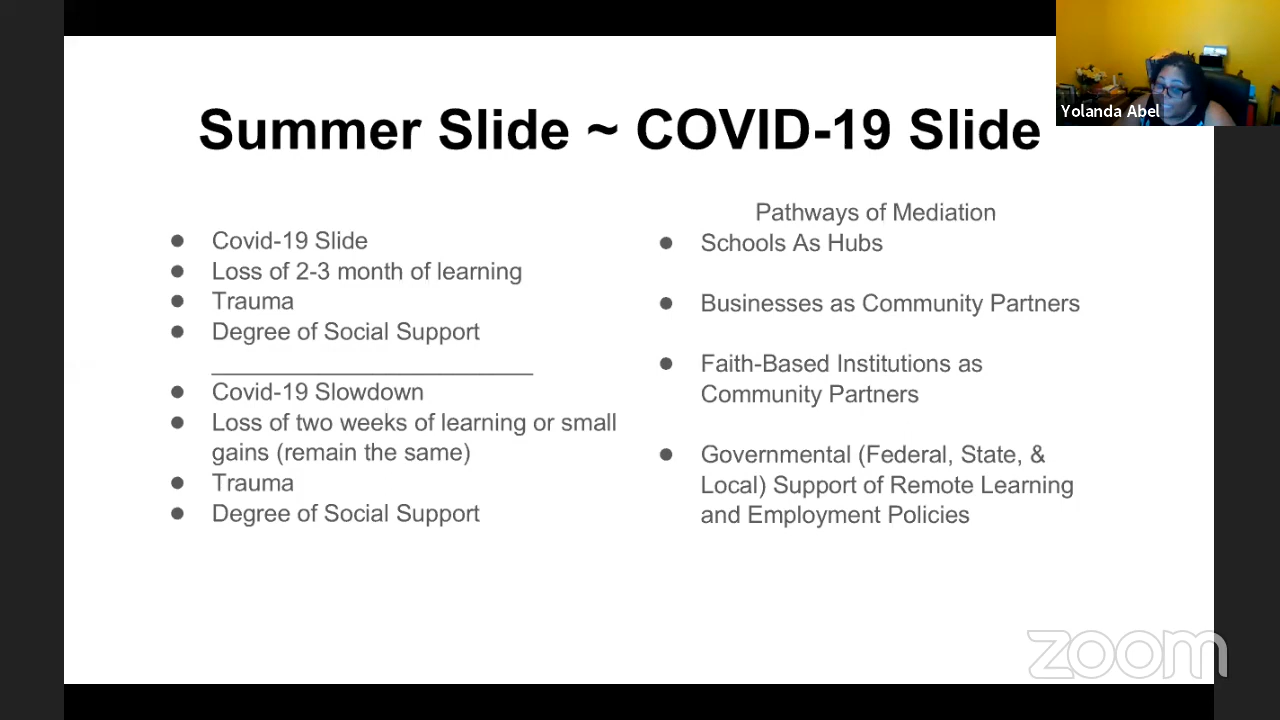 Yolanda Abel
Summer Slide ~ COVID-19 Slide
● Covid-19 Slide
● Loss of 2-3 month of learning
● Trauma
● Degree of Social Support
________________________
● Covid-19 Slowdown
● Loss of two weeks of learning or small
gains (remain the same)
● Trauma
● Degree of Social Support
Pathways of Mediation
● Schools As Hubs
● Businesses as Community Partners
● Faith-Based Institutions as
Community Partners
● Governmental (Federal, State, &
Local) Support of Remote Learning
and Employment Policies
zoom